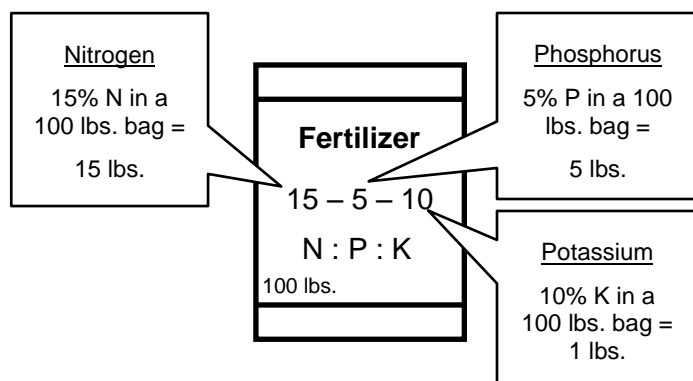 Nitrogen
15% N in a
100 lbs. bag =
15 lbs.
Fertilizer
15 – 5 – 10
N : P : K
100 lbs.
Phosphorus
5% P in a 100
lbs. bag =
5 lbs.
Potassium
10% K in a
100 lbs. bag =
1 lbs.